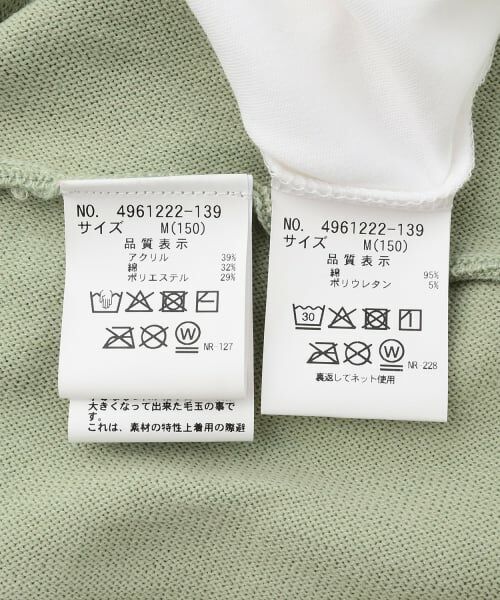 NO. 4961222-139
サイズ M(150)
品質表示
アクリル 39%
綿 32%
ポリエステル 29%
W
NR-127
大きくなって出来た毛玉の事で
す。
これは、素材の特性上着用の際避
NO. 4961222-139
サイズ M(150)
品質表示
綿 95%
ポリウレタン 5%
30
W
NR-228
裏返してネット使用